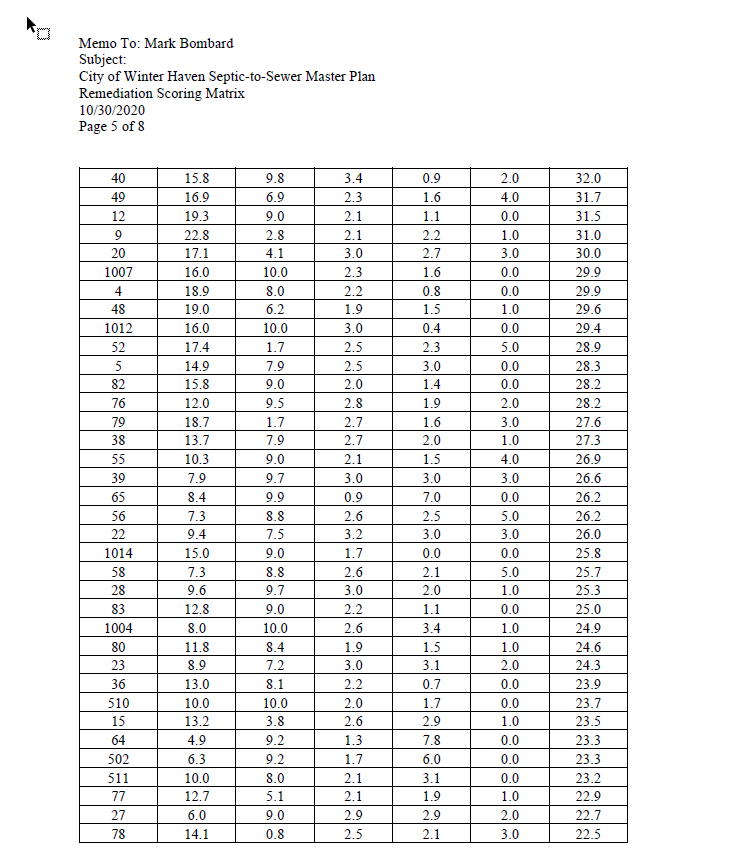 Memo To: Mark Bombard
Subject:
City of Winter Haven Septic-to-Sewer Master Plan
Remediation Scoring Matrix
10/30/2020
Page 5 of 8
40 15.8 9.8 3.4 0.9 2.0 32.0
49 16.9 6.9 2.3 1.6 4.0 31.7
12 19.3 9.0 2.1 1.1 0.0 31.5
9 22.8 2.8 2.1 2.2 1.0 31.0
20 17.1 4.1 3.0 2.7 3.0 30.0
1007 16.0 10.0 2.3 1.6 0.0 29.9
4 18.9 8.0 2.2 0.8 0.0 29.9
48 19.0 6.2 1.9 1.5 1.0 29.6
1012 16.0 10.0 3.0 0.4 0.0 29.4
52 17.4 1.7 2.5 2.3 5.0 28.9
5 14.9 7.9 2.5 3.0 0.0 28.3
82 15.8 9.0 2.0 1.4 0.0 28.2
76 12.0 9.5 2.8 1.9 2.0 28.2
79 18.7 1.7 2.7 1.6 3.0 27.6
38 13.7 7.9 2.7 2.0 1.0 27.3
55 10.3 9.0 2.1 1.5 4.0 26.9
39 7.9 9.7 3.0 3.0 3.0 26.6
65 8.4 9.9 0.9 7.0 0.0 26.2
56 7.3 8.8 2.6 2.5 5.0 26.2
22 9.4 7.5 3.2 3.0 3.0 26.0
1014 15.0 9.0 1.7 0.0 0.0 25.8
58 7.3 8.8 2.6 2.1 5.0 25.7
28 9.6 9.7 3.0 2.0 1.0 25.3
83 12.8 9.0 2.2 1.1 0.0 25.0
1004 8.0 10.0 2.6 3.4 1.0 24.9
80 11.8 8.4 1.9 1.5 1.0 24.6
23 8.9 7.2 3.0 3.1 2.0 24.3
36 13.0 8.1 2.2 0.7 0.0 23.9
510 10.0 10.0 2.0 1.7 0.0 23.7
15 13.2 3.8 2.6 2.9 1.0 23.5
64 4.9 9.2 1.3 7.8 0.0 23.3
502 6.3 9.2 1.7 6.0 0.0 23.3
511 10.0 8.0 2.1 3.1 0.0 23.2
77 12.7 5.1 2.1 1.9 1.0 22.9
27 6.0 9.0 2.9 2.9 2.0 22.7
78 14.1 0.8 2.5 2.1 3.0 22.5